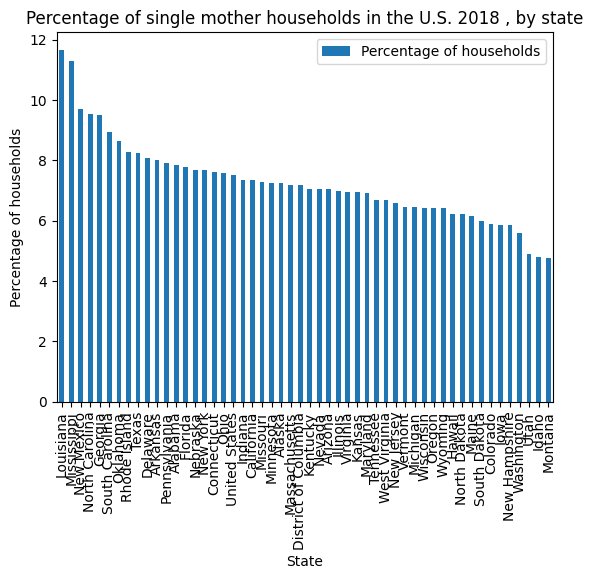 Percentage of single mother households in the U.S. 2018 , by state
Percentage of households
12
10
8
6
4
2
0
Percentage of households
Louisiana
Mississippi
New Mexico
North Carolina
Georgia
South Carolina
Oklahoma
Rhode Island
Texas
Delaware
Arkansas
Pennsylvania
Alabama
Florida
Nebraska
New York
Connecticut
Ohio
United States
Indiana
California
Missouri
Minnesota
Alaska
Massachusetts
District of Columbia
Kentucky
Nevada
Arizona
Illinois
Virginia
Kansas
Maryland
Tennessee
West Virginia
New Jersey
Vermont
Michigan
Wisconsin
Oregon
Wyoming
Hawaii
North Dakota
Maine
South Dakota
Colorado
Iowa
New Hampshire
Washington
Utah
Idaho
Montana
State